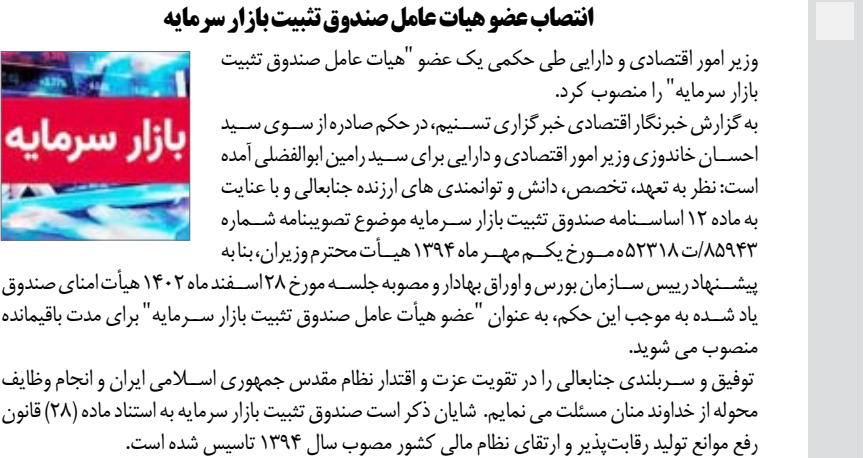 انتصاب عضو هیات عامل صندوق تثبیت بازار سرمایه
وزیر امور اقتصادی و دارایی طی حکمی یک عضو "هیات عامل صندوق تثبیت
بازار سرمایه" را منصوب کرد.
به گزارش خبرنگار اقتصادی خبرگزاری تسنیم، در حکم صادره از سوی سید
احسان خاندوزی وزیر امور اقتصادی و دارایی برای سید رامین ابوالفضلی آمده
است: نظر به تعهد، تخصص، دانش و توانمندی های ارزنده جنابعالی و با عنایت
به ماده ۱۲ اساسنامه صندوق تثبیت بازار سرمایه موضوع تصویبنامه شماره
۸۵۹۴۳/ت ۵۲۳۱۸ه مورخ یکم مهر ماه ۱۳۹۴ هیأت محترم وزیران، بنا به
پیشنهاد رییس سازمان بورس و اوراق بهادار و مصوبه جلسه مورخ ۲۸ اسفند ماه ۱۴۰۲ هیأت امنای صندوق
یاد شده به موجب این حکم، به عنوان "عضو هیأت عامل صندوق تثبیت بازار سرمایه" برای مدت باقیمانده
منصوب می شوید.
توفیق و سربلندی جنابعالی را در تقویت عزت و اقتدار نظام مقدس جمهوری اسلامی ایران و انجام وظایف
محوله از خداوند منان مسئلت می نمایم. شایان ذکر است صندوق تثبیت بازار سرمایه به استناد ماده (۲۸) قانون
رفع موانع تولید رقابت‌پذیر و ارتقای نظام مالی کشور مصوب سال ۱۳۹۴ تاسیس شده است.
بازار سرمایه